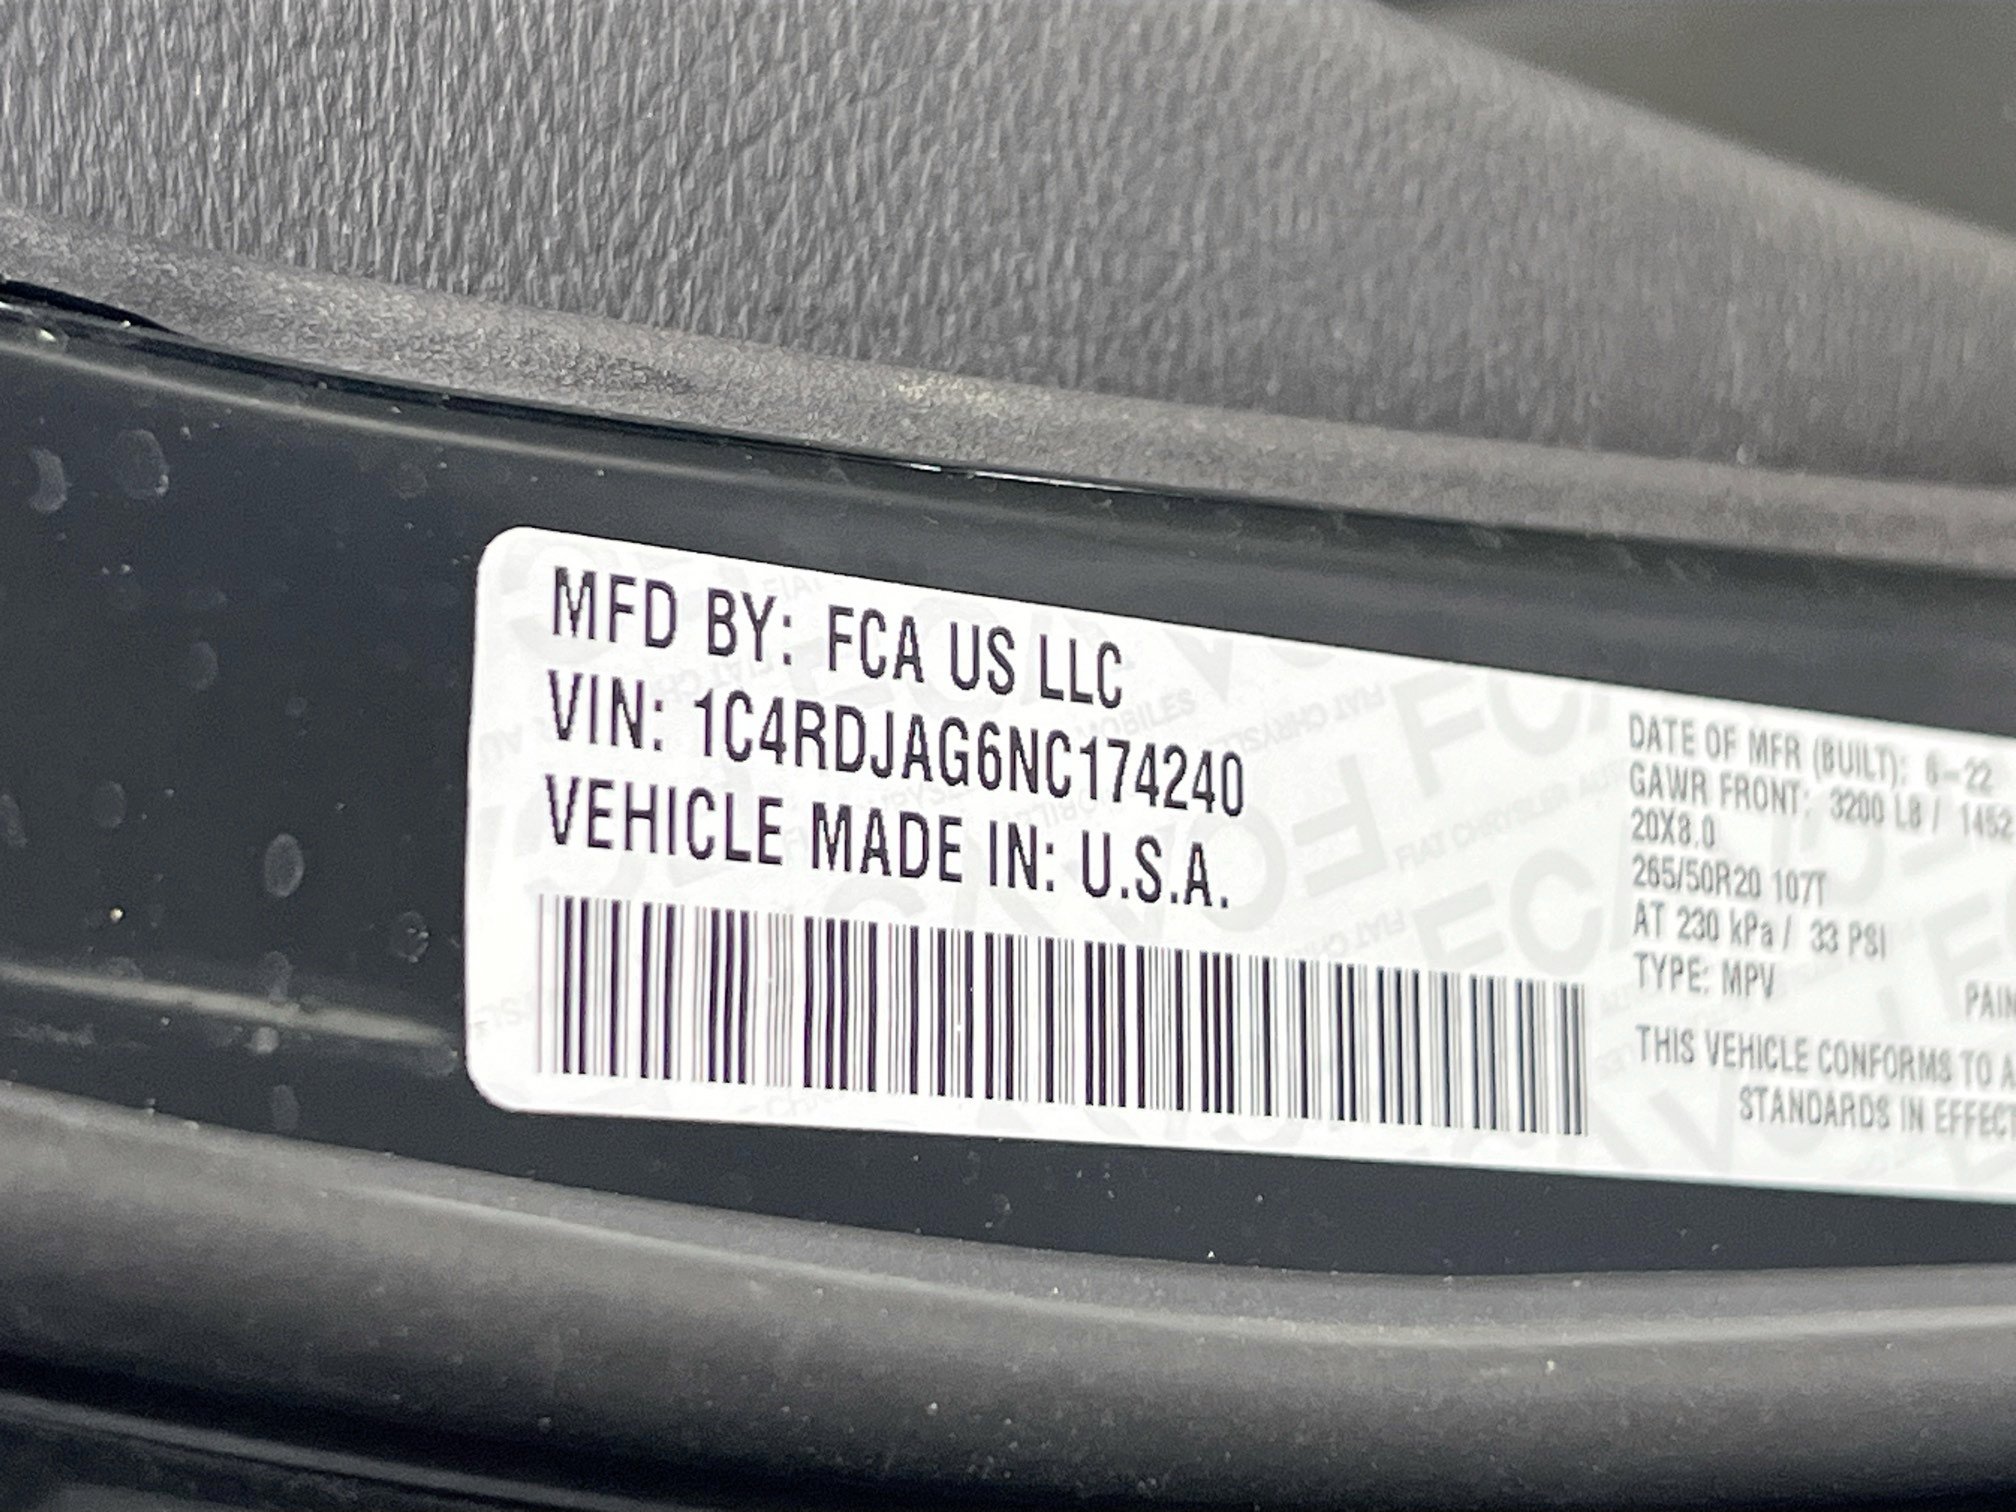 MFD BY: FCA US LLC
VIN: 1C4RDJAG6NC174240
VEHICLE MADE IN: U.S.A.
DATE OF MFR (BUILT): 6-22
GAWR FRONT: 3200 LB / 1452
20X8.0
265/50R20 107T
AT 230 kPa / 33 PSI
TYPE: MPV
THIS VEHICLE CONFORMS TO A
STANDARDS IN EFFECT